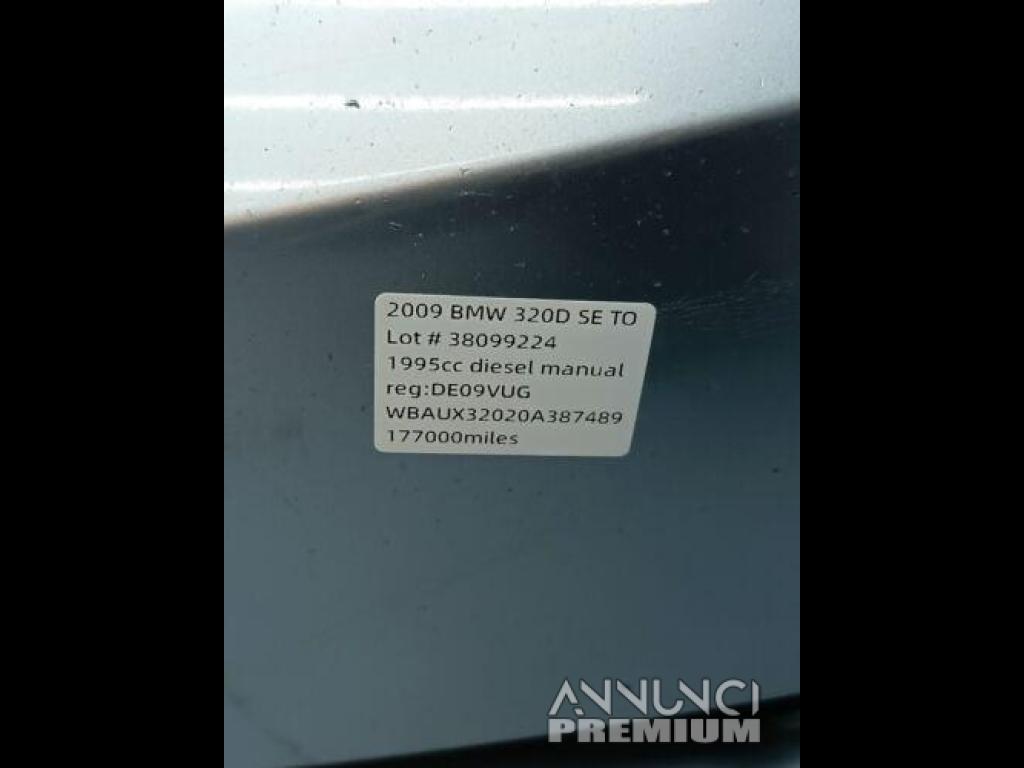 2009 BMW 320D SE TO
Lot # 38099224
1995cc diesel manual
reg:DE09VUG
WBAUX32020A387489
177000miles
ANNUNCI
PREMIUM